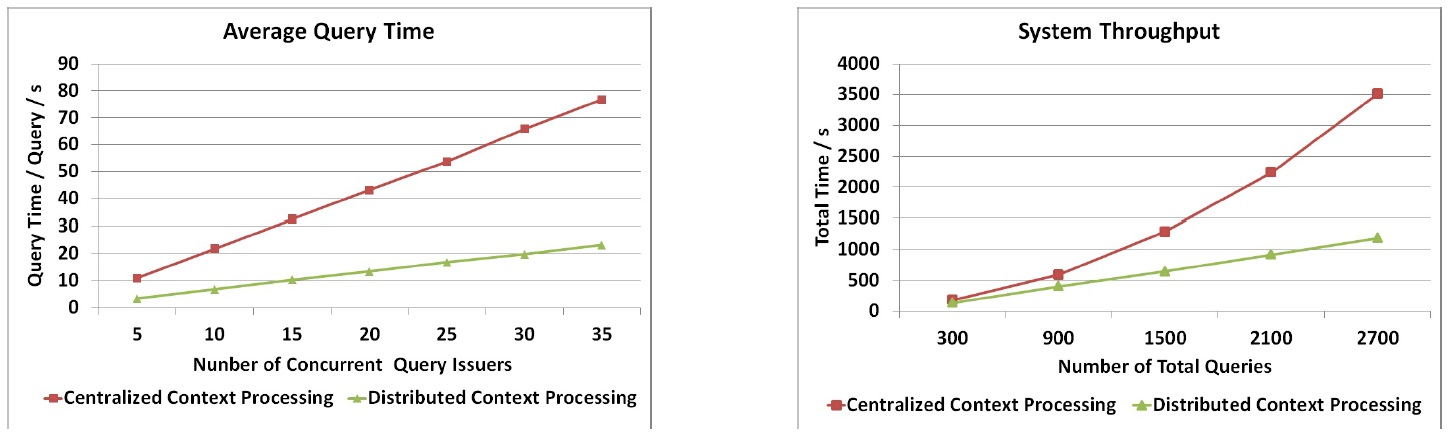 Average Query Time
Query Time / Query / s
90
80
70
60
50
40
30
20
10
0
5 10 15 20 25 30 35
Nunber of Concurrent Query Issuers
Centralized Context Processing Distributed Context Processing
System Throughput
Total Time / s
4000
3500
3000
2500
2000
1500
1000
500
0
300 900 1500 2100 2700
Number of Total Queries
Centralized Context Processing Distributed Context Processing